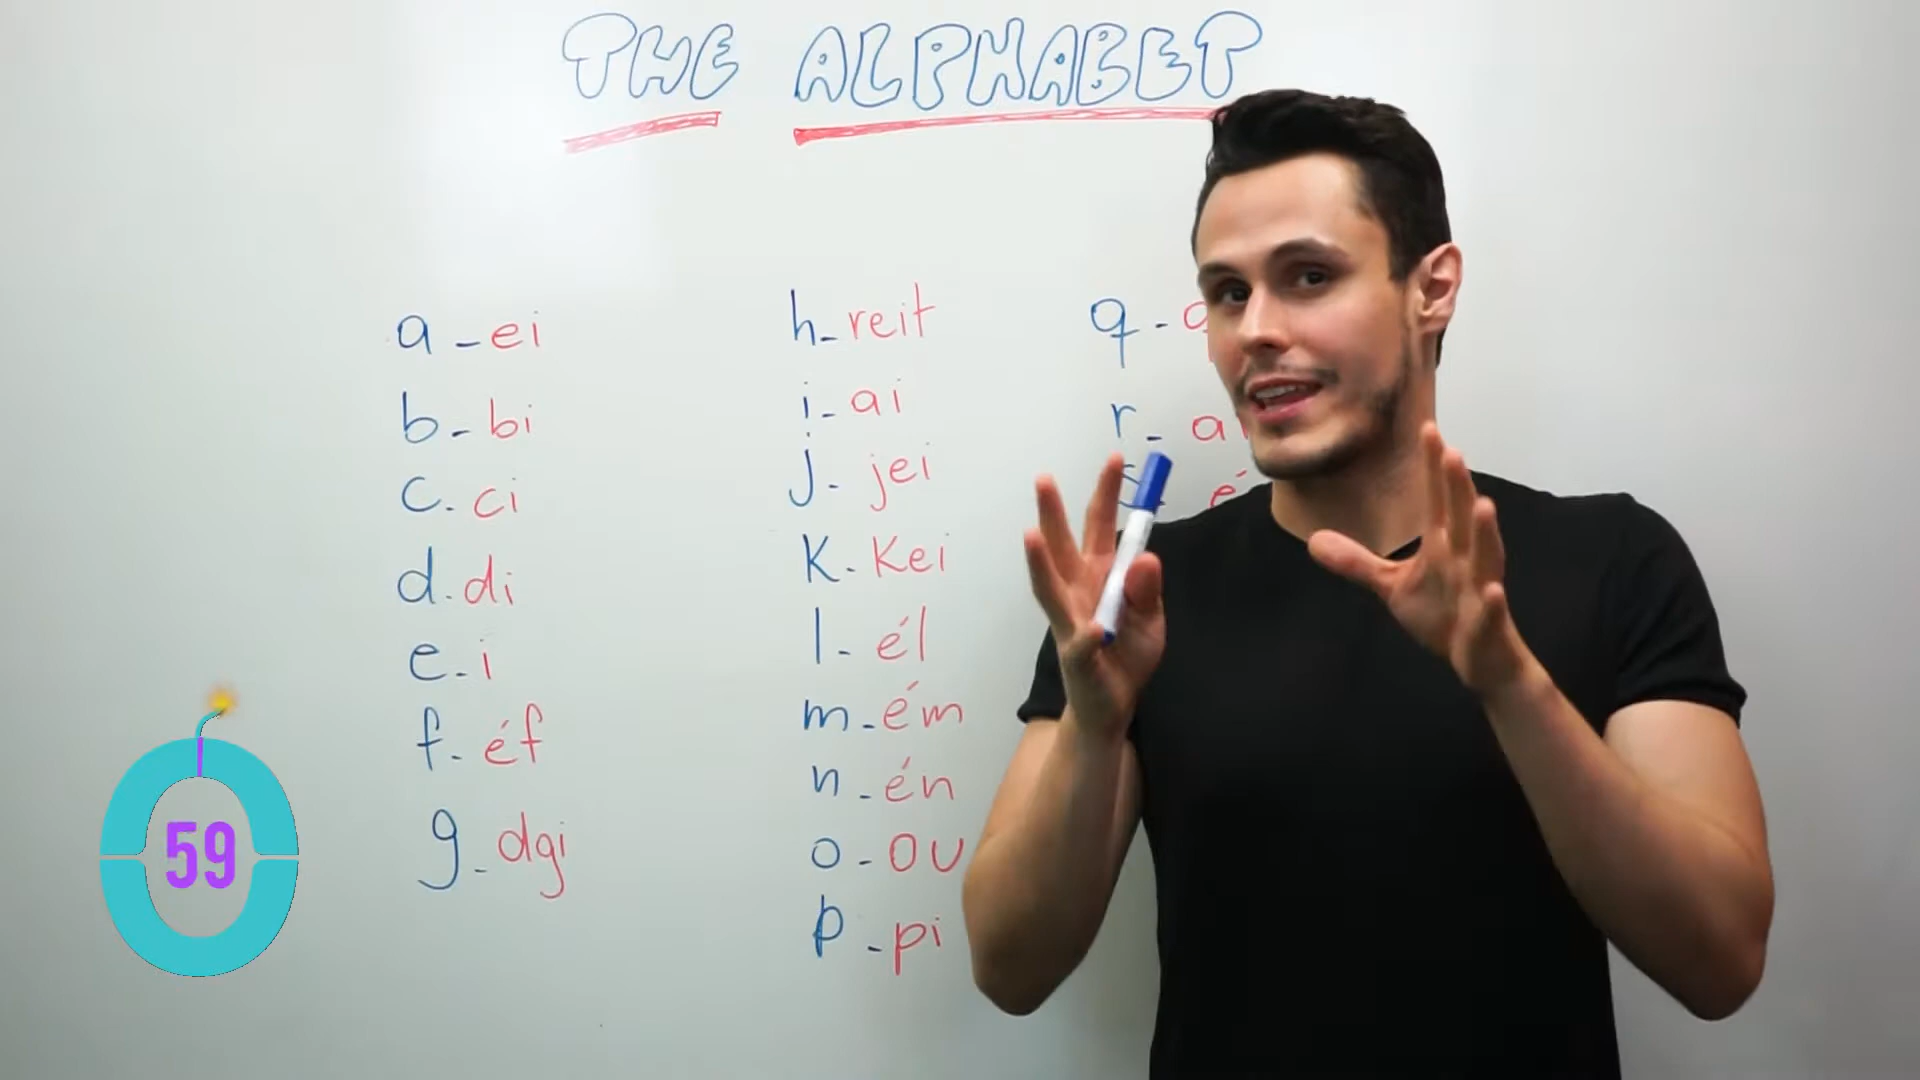 THE ALPHABET
a - ei
b - bi
c - ci
d - di
e - i
f - éf
g - dgi
h - reit
i - ai
j - jei
k - kei
l - él
m - ém
n - én
o - ou
p - pi
q -
r - a
s é
59